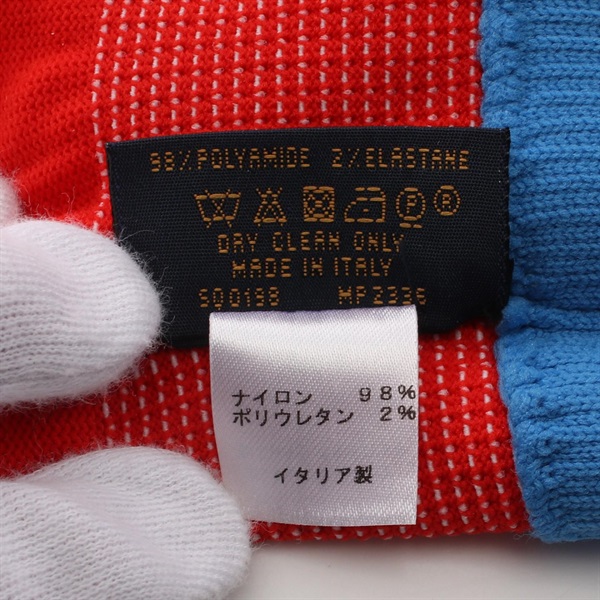 98% POLYAMIDE 2% ELASTANE
P R
DRY CLEAN ONLY
MADE IN ITALY
SQ0198 MP2336
ナイロン 98%
ポリウレタン 2%
イタリア製